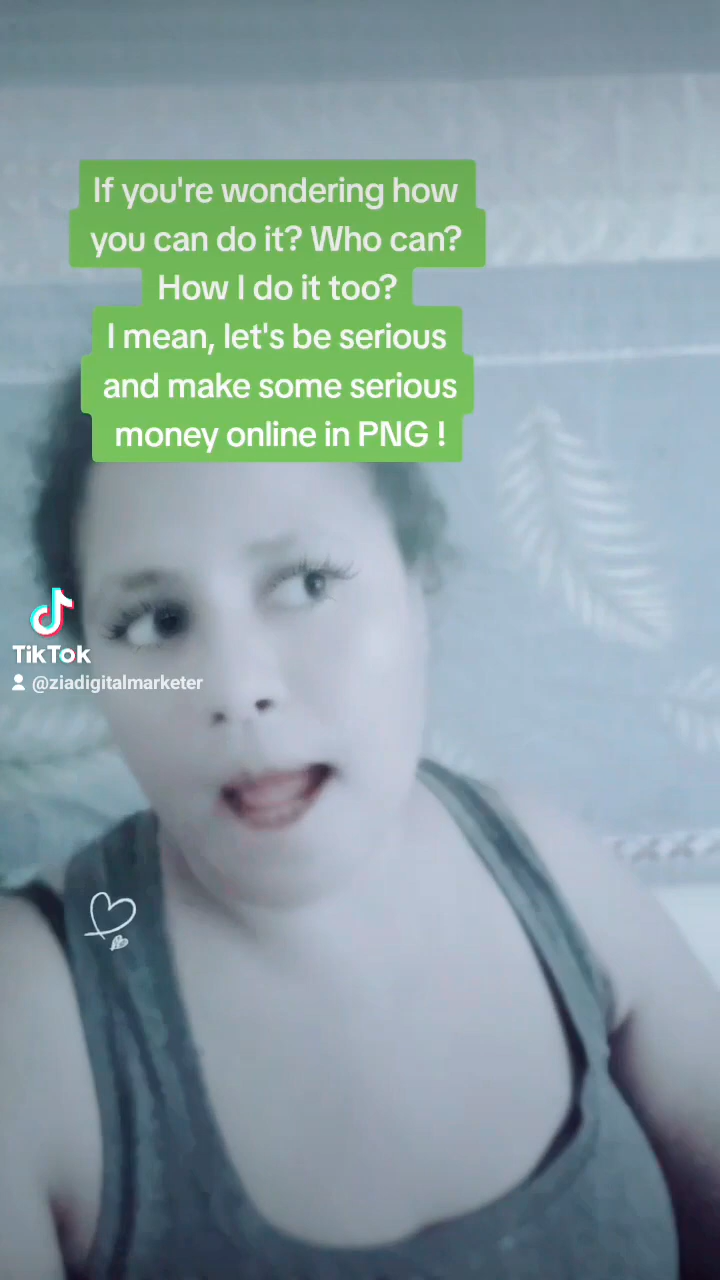 If you're wondering how
you can do it? Who can?
How I do it too?
I mean, let's be serious
and make some serious
money online in PNG !
TikTok
@ziadigitalmarketer